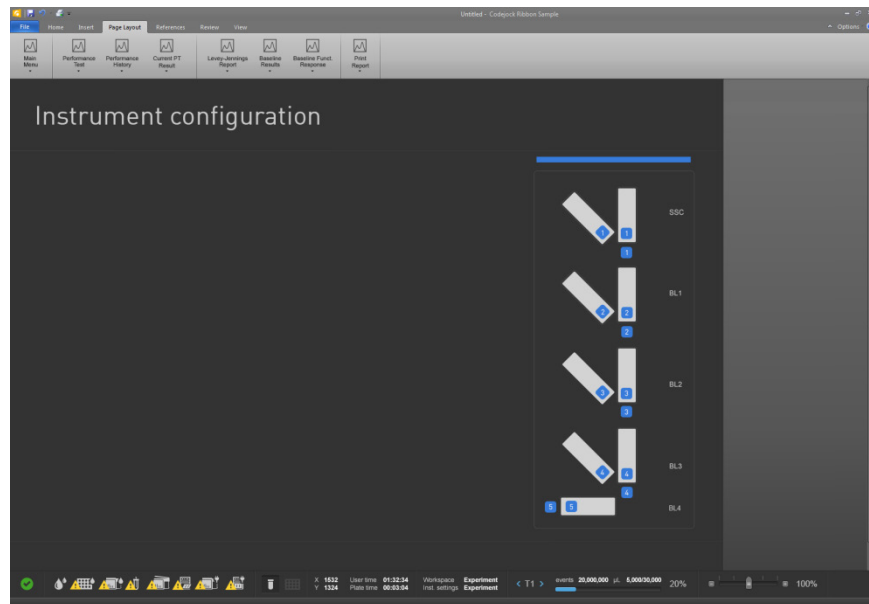 Untitled - Codejock Ribbon Sample
File Home Insert Page Layout References Review View Options
Main Menu
Performance Test
Performance History
Current PT Result
Levey-Jennings Report
Baseline Results
Baseline Funct. Response
Print Report
Instrument configuration
1 1 SSC
1
2 2 BL1
2
3 3 BL2
3
4 4 BL3
4
5 5 BL4
X 1532 User time 01:32:34 Workspace Experiment
Y 1324 Plate time 00:03:04 Inst. settings Experiment
< T1 > events 20,000,000 µL 5,000/30,000 20% 100%